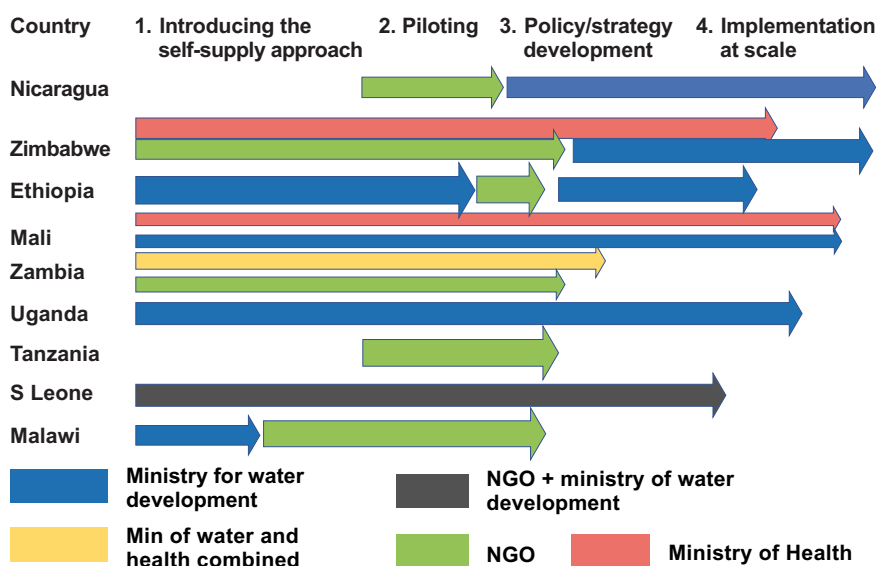 Country 1. Introducing the 2. Piloting 3. Policy/strategy 4. Implementation
self-supply approach development at scale
Nicaragua
Zimbabwe
Ethiopia
Mali
Zambia
Uganda
Tanzania
S Leone
Malawi
Ministry for water NGO + ministry of water
development development
Min of water and
health combined NGO Ministry of Health